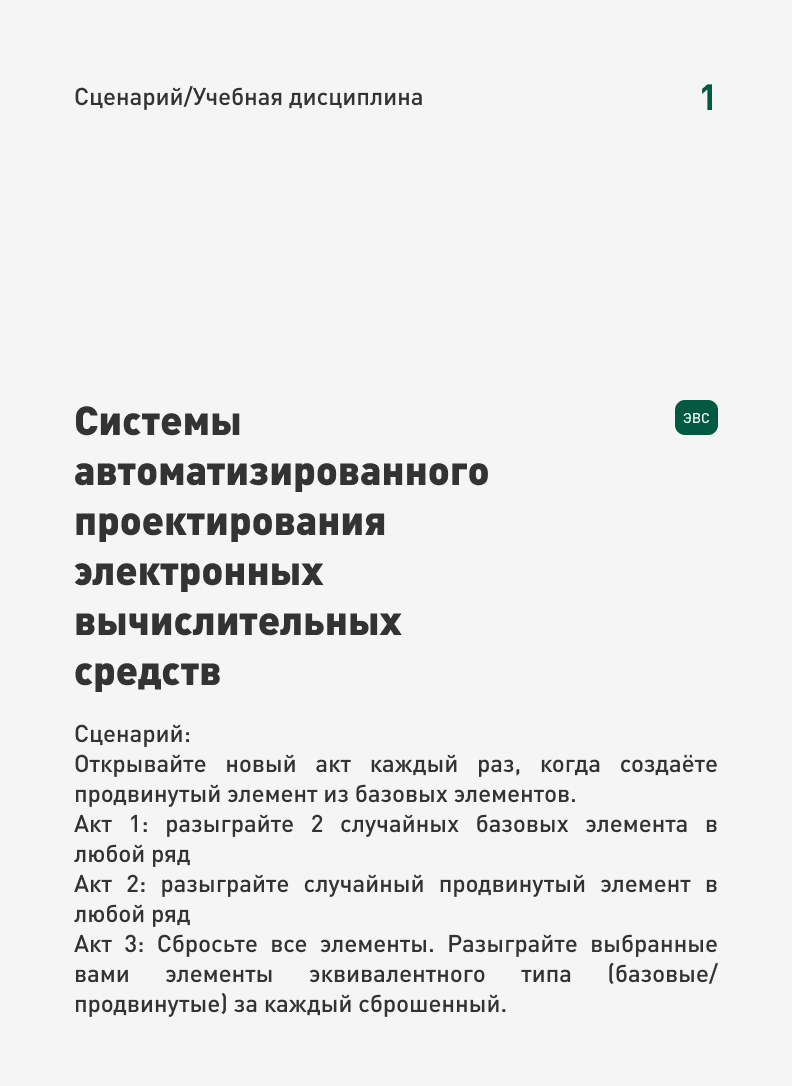 Сценарий/Учебная дисциплина
1
Системы
ЭВС
автоматизированного
проектирования
электронных
вычислительных
средств
Сценарий:
Открывайте новый акт каждый раз, когда создаёте
продвинутый элемент из базовых элементов.
Акт 1: разыграйте 2 случайных базовых элемента в
любой ряд
Акт 2: разыграйте случайный продвинутый элемент в
любой ряд
Акт 3: Сбросьте все элементы. Разыграйте выбранные
вами элементы эквивалентного типа (базовые/
продвинутые) за каждый сброшенный.